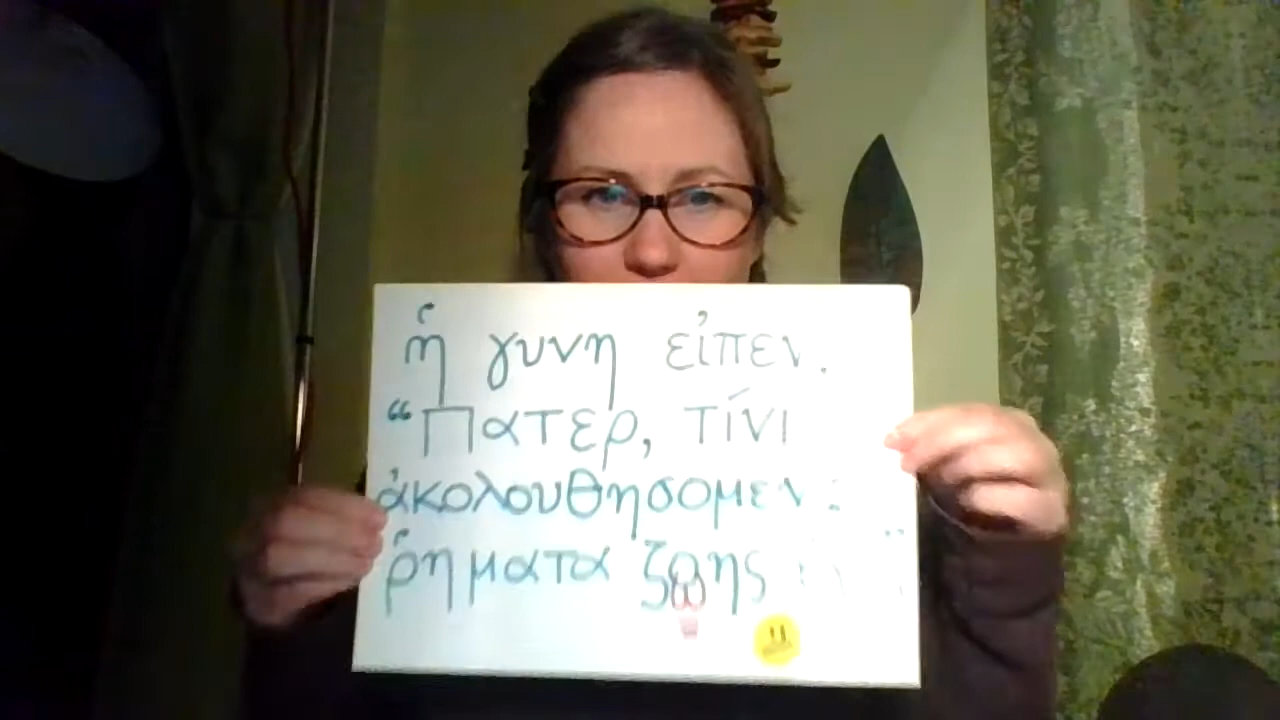 ἡ γυνη εἰπεν.
“Πατερ, τίνι
ἀκολουθησομεν;
ῥηματα ζωης